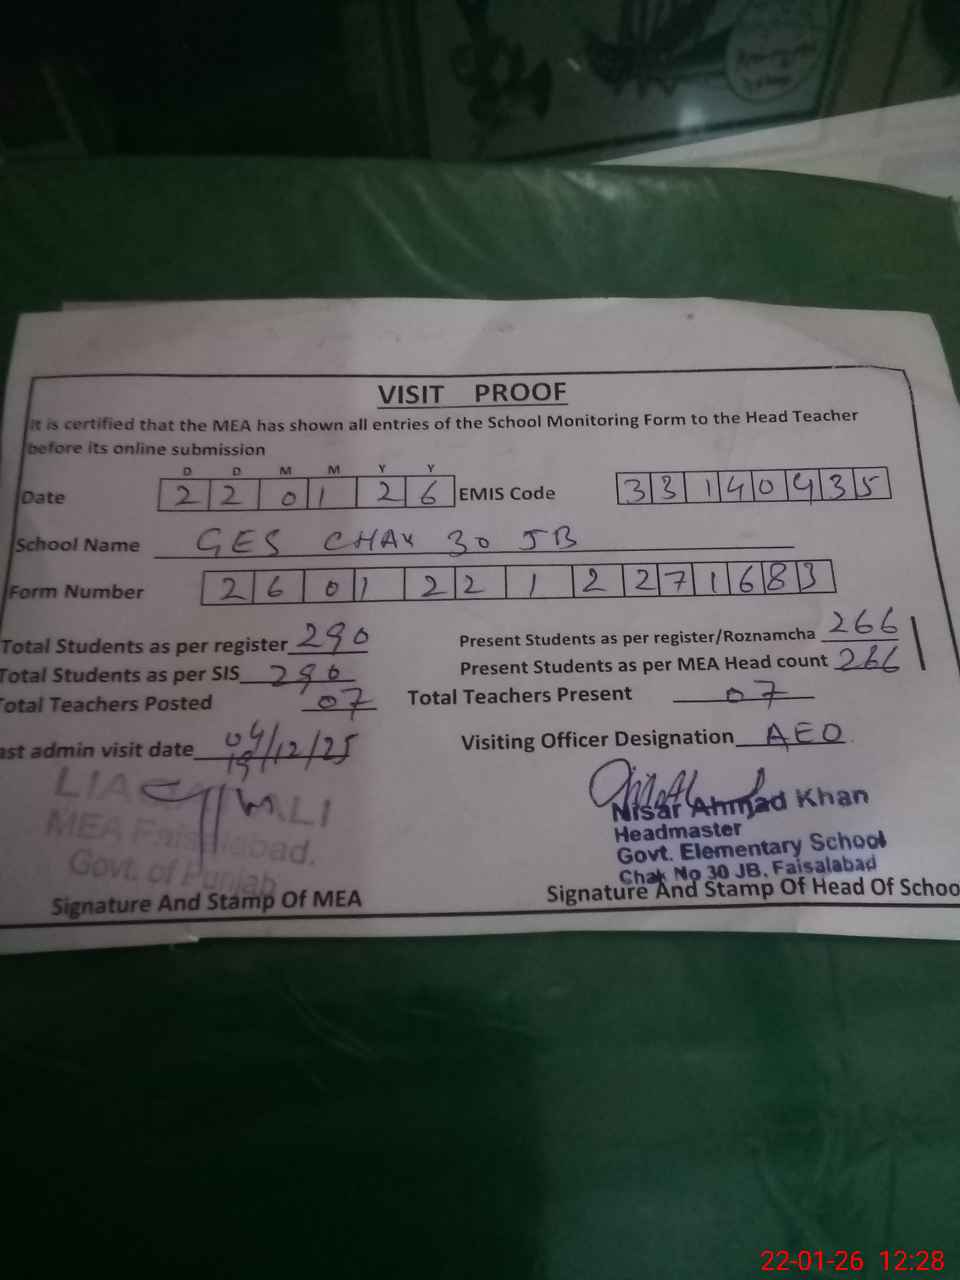 VISIT PROOF
It is certified that the MEA has shown all entries of the School Monitoring Form to the Head Teacher
before its online submission
D D M M Y Y
Date 2 2 0 1 2 6 EMIS Code 3 3 1 4 0 4 3 5
School Name GES CHAK 30 JB
Form Number 2 6 0 1 2 2 1 2 2 7 1 6 8 3
Total Students as per register 290 Present Students as per register/Roznamcha 266
Total Students as per SIS 290 Present Students as per MEA Head count 266
Total Teachers Posted 07 Total Teachers Present 07
ast admin visit date /12/25 Visiting Officer Designation AEO
LIA ALI
MEA Faisalabad.
Govt. of Punjab
Signature And Stamp Of MEA
Nisar Ahmad Khan
Headmaster
Govt. Elementary School
Chak No 30 JB, Faisalabad
Signature And Stamp Of Head Of Schoo
22-01-26 12:28